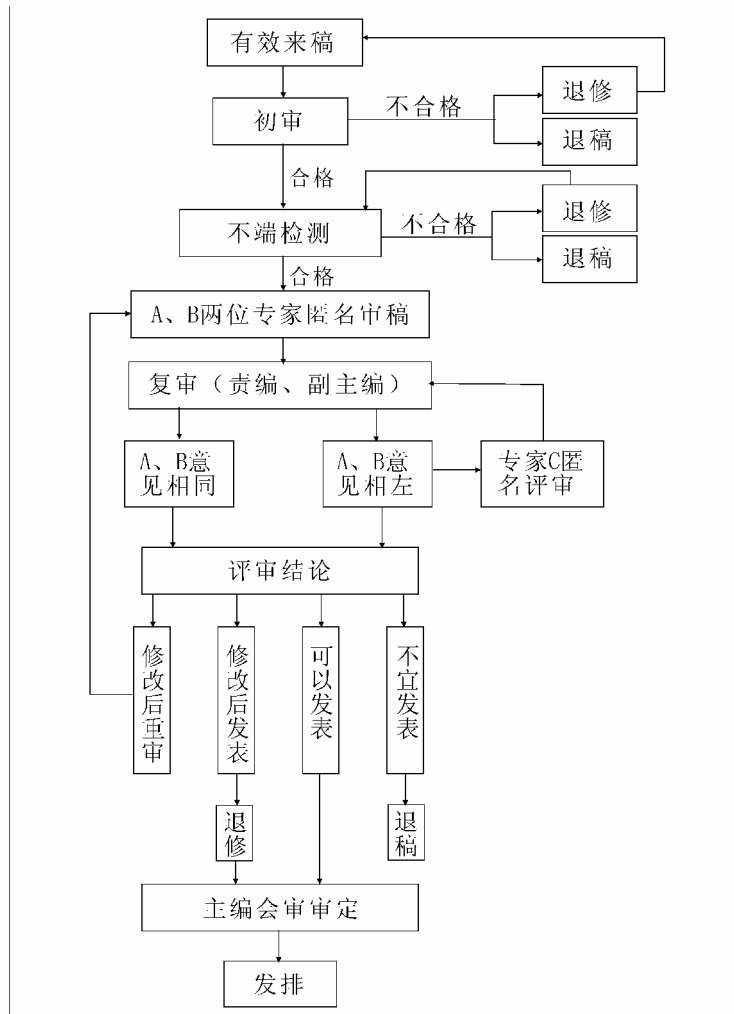 有效来稿
退修
不合格
初审
退稿
合格
退修
不合格
不端检测
退稿
合格
A、B两位专家匿名审稿
复审（责编、副主编）
A、B意
见相同
A、B意
见相左
专家C匿
名评审
评审结论
修改后重审
修改后发表
可以发表
不宜发表
退修
退稿
主编会审审定
发排